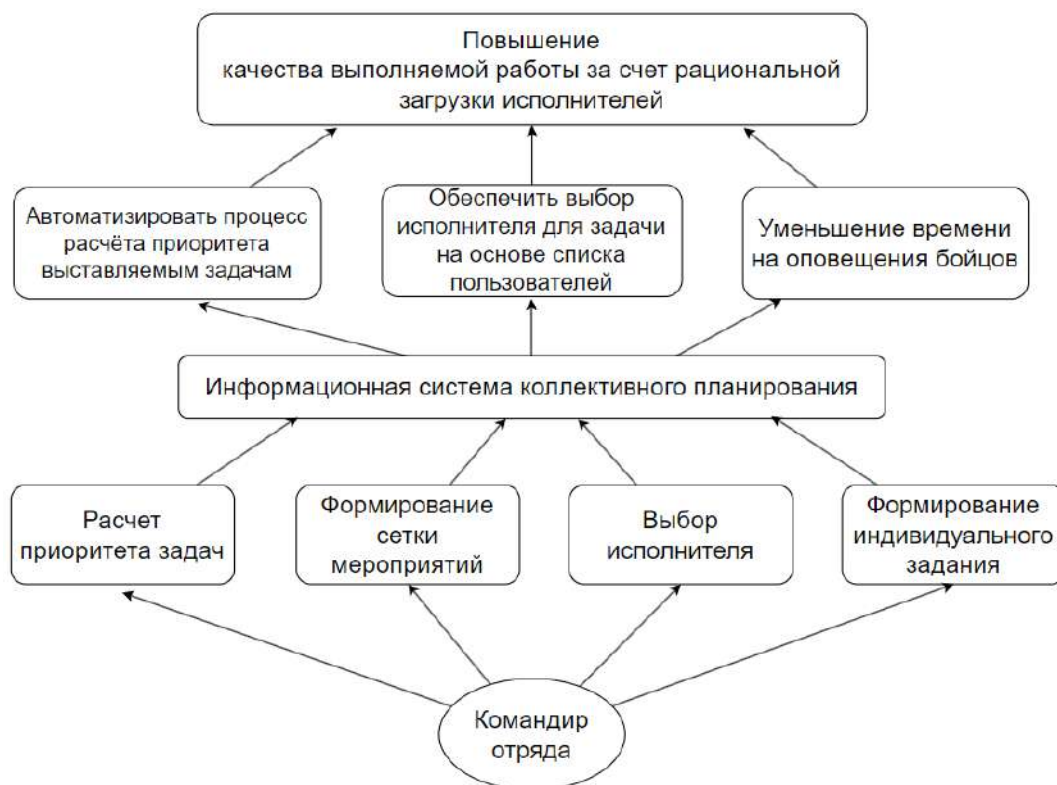 Повышение
качества выполняемой работы за счет рациональной
загрузки исполнителей
Автоматизировать процесс
расчёта приоритета
выставляемым задачам
Обеспечить выбор
исполнителя для задачи
на основе списка
пользователей
Уменьшение времени
на оповещения бойцов
Информационная система коллективного планирования
Расчет
приоритета задач
Формирование
сетки
мероприятий
Выбор
исполнителя
Формирование
индивидуального
задания
Командир
отряда